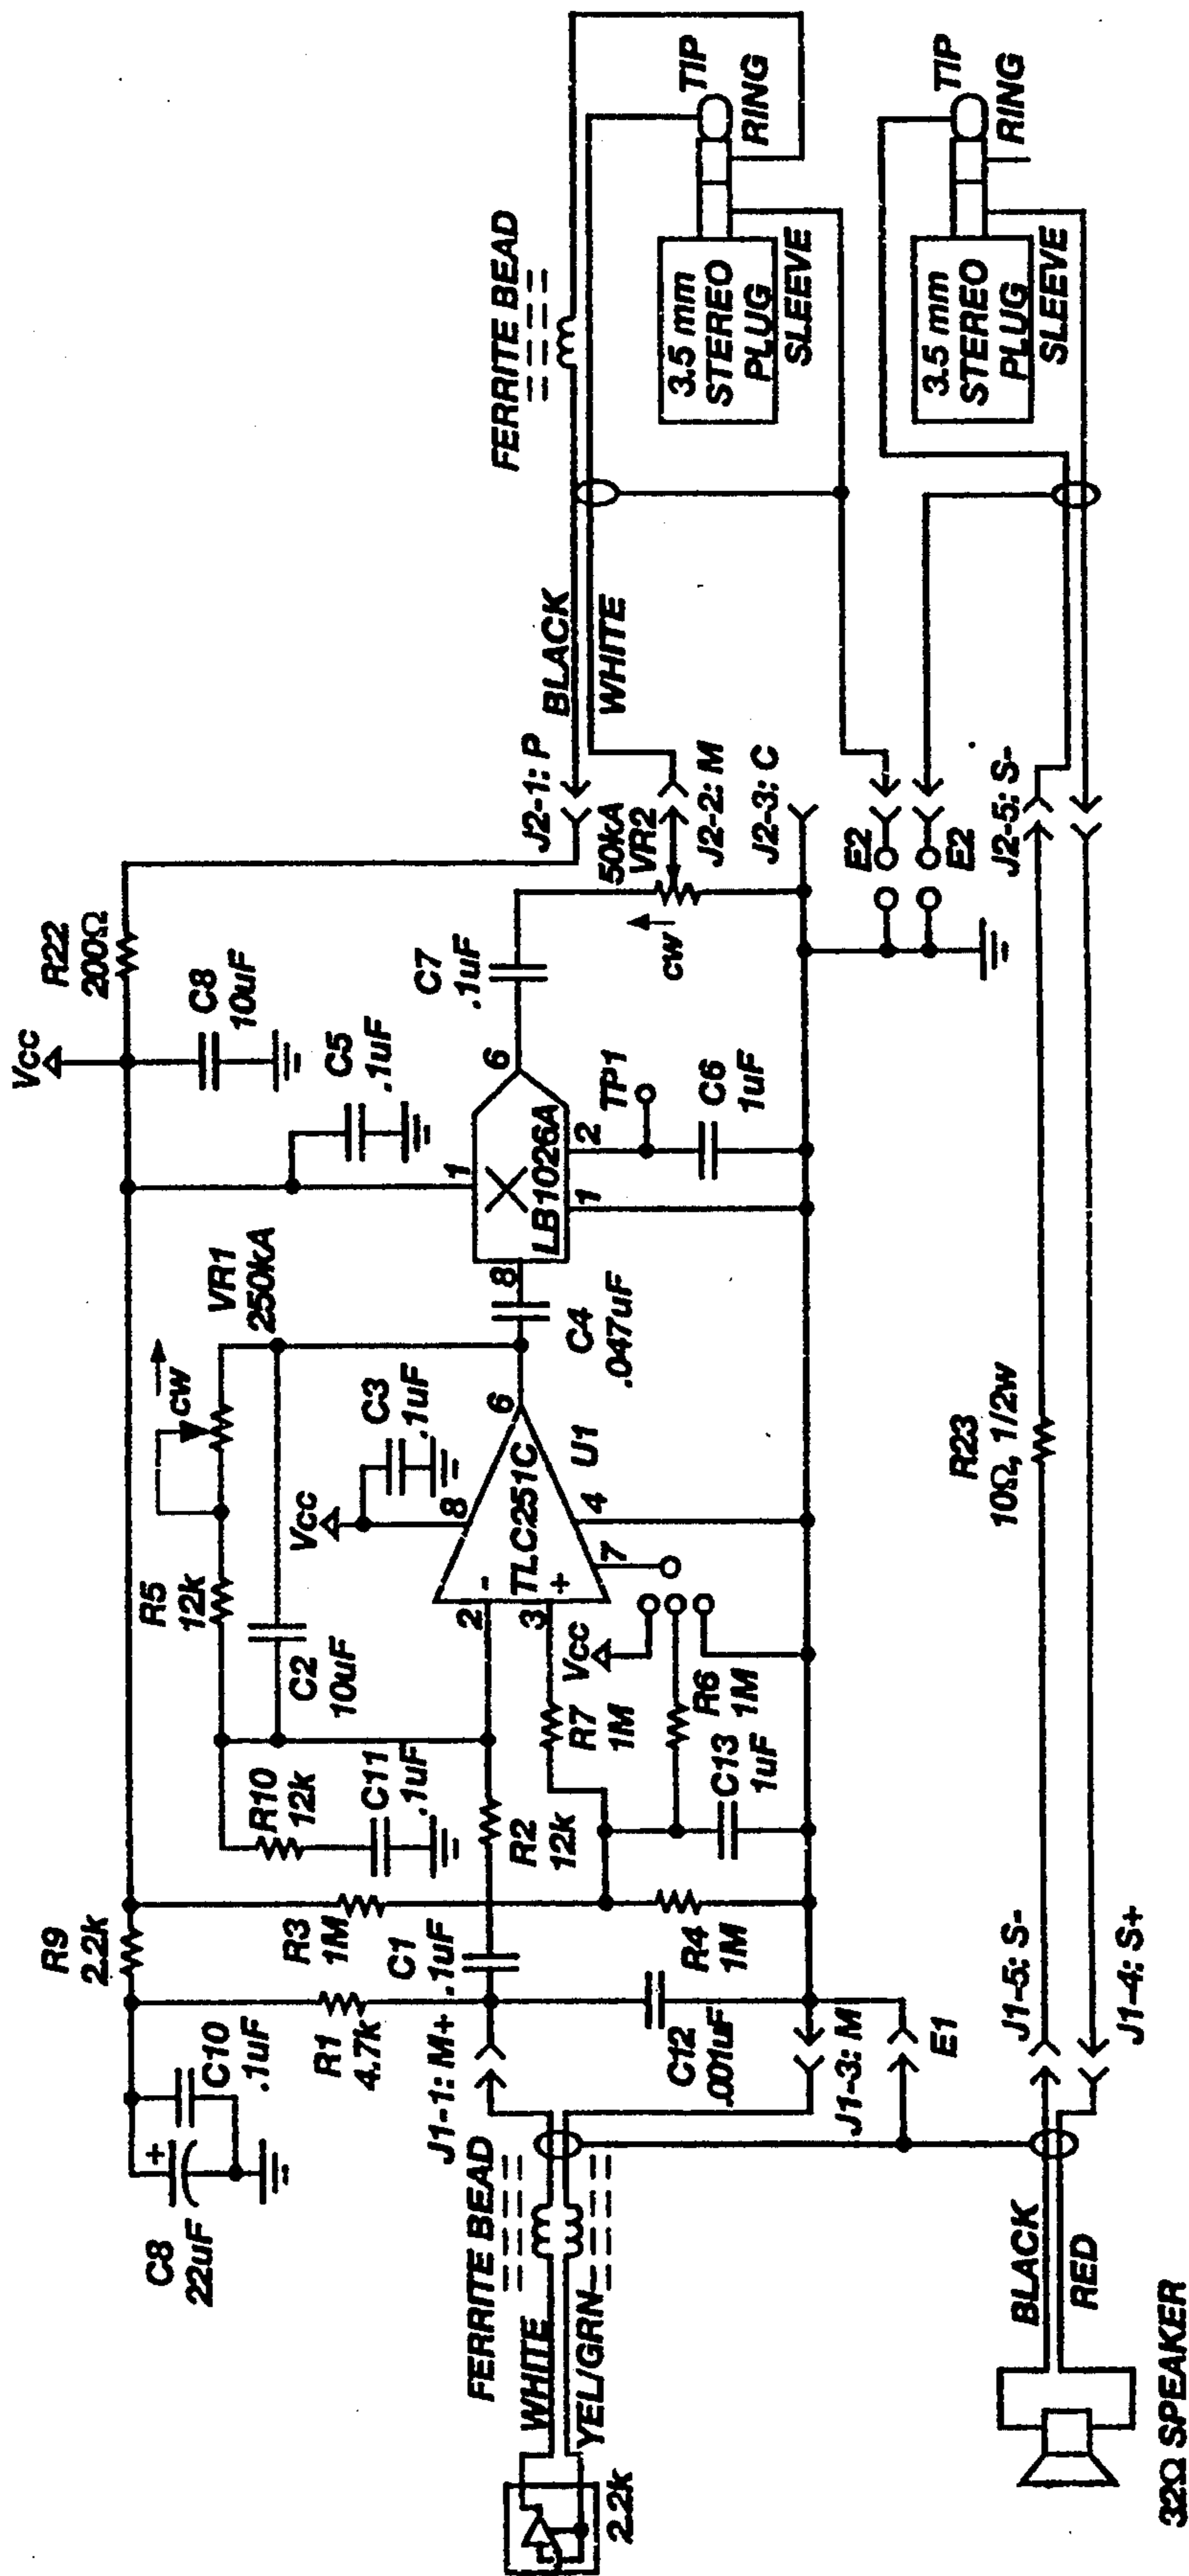 Vcc
R22
200Ω
C8
10uF
C5
.1uF
R9
2.2k
C8
22uF
+
C10
.1uF
R1
4.7k
R3
1M
R10
12k
C11
.1uF
R5
12k
C2
10uF
cw
VR1
250kA
Vcc
C3
.1uF
8
2
-
TLC251C
3
+
6
U1
4
7
C4
.047uF
8
1
LB1026A
6
1
2
TP1
C6
1uF
C7
.1uF
50kA
VR2
cw
J2-1: P
J2-2: M
J2-3: C
BLACK
WHITE
FERRITE BEAD
TIP
RING
3.5 mm
STEREO
PLUG
SLEEVE
TIP
RING
3.5 mm
STEREO
PLUG
SLEEVE
E2
E2
J2-5: S-
FERRITE BEAD
WHITE
YEL/GRN
2.2k
J1-1: M+
C1
.1uF
R2
12k
R7
1M
Vcc
R6
1M
C13
1uF
R4
1M
C12
.001uF
J1-3: M
E1
J1-5: S-
J1-4: S+
R23
10Ω, 1/2w
BLACK
RED
32Ω SPEAKER